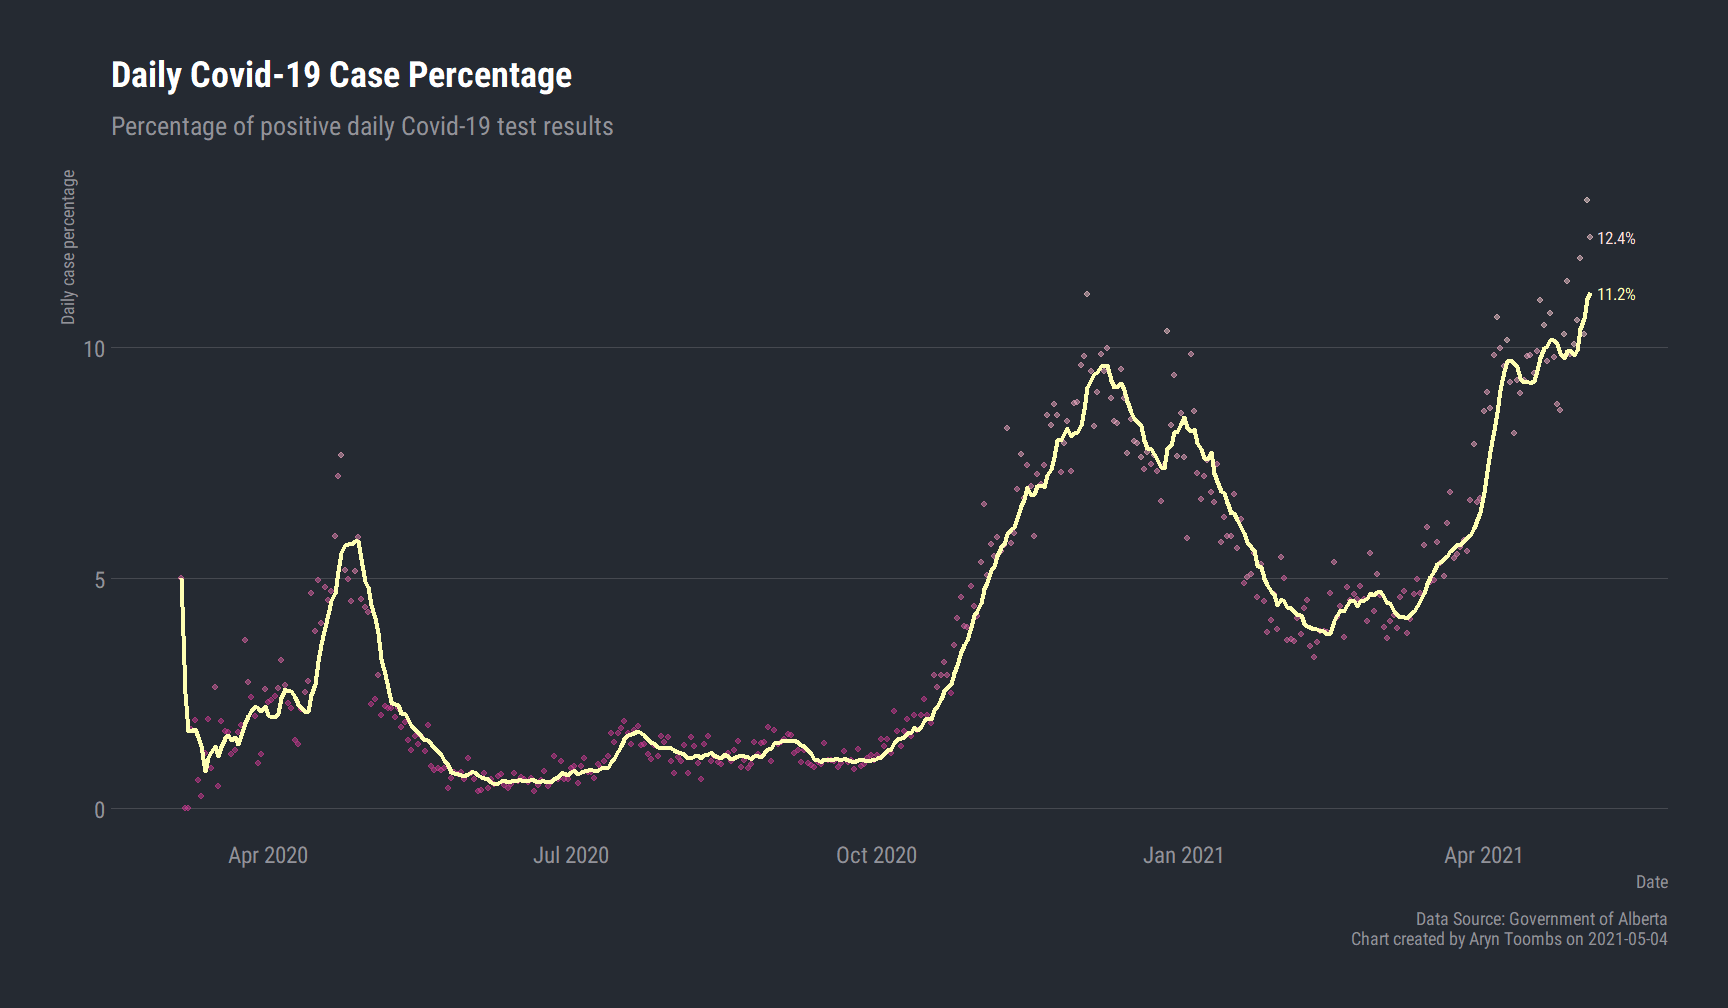 Daily Covid-19 Case Percentage
Percentage of positive daily Covid-19 test results
Daily case percentage
12.4%
11.2%
10
5
0
Apr 2020
Jul 2020
Oct 2020
Jan 2021
Apr 2021
Date
Data Source: Government of Alberta
Chart created by Aryn Toombs on 2021-05-04